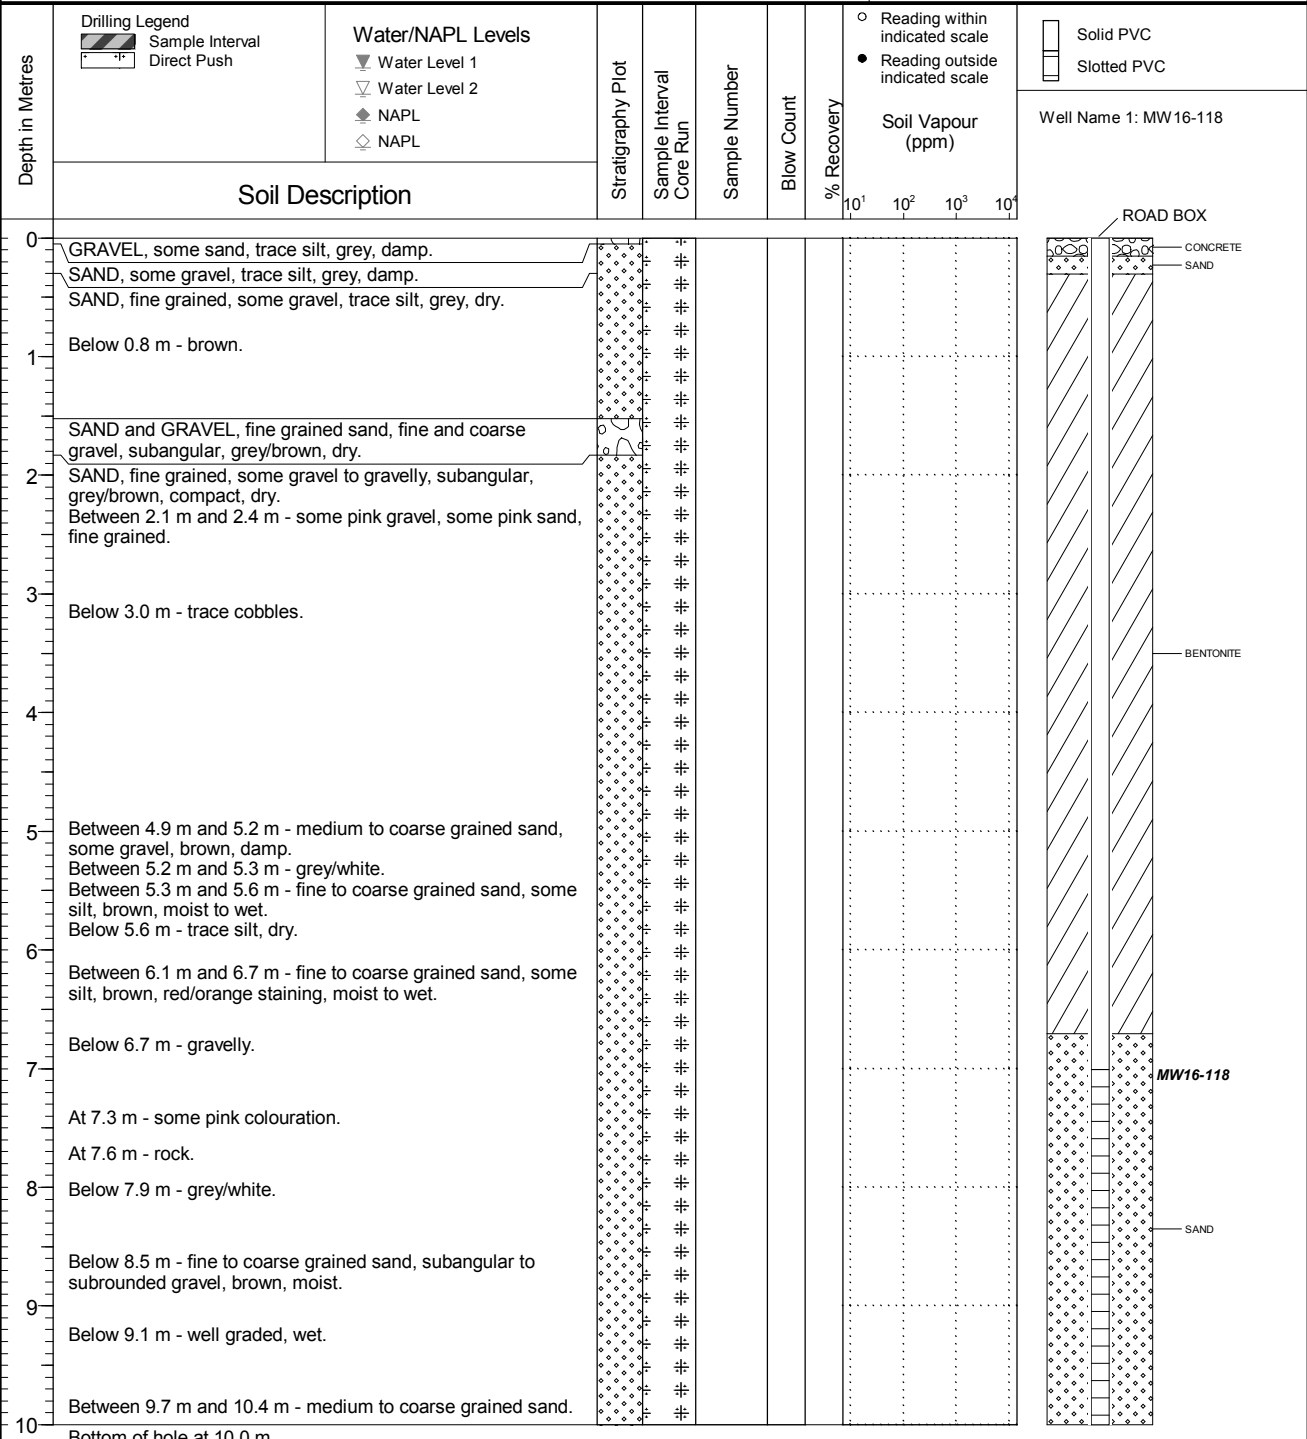 Drilling Legend
Sample Interval
Direct Push
Water/NAPL Levels
Water Level 1
Water Level 2
NAPL
NAPL
Depth in Metres
Soil Description
Stratigraphy Plot
Sample Interval
Core Run
Sample Number
Blow Count
% Recovery
Reading within
indicated scale
Reading outside
indicated scale
Soil Vapour
(ppm)
10¹ 10² 10³ 10⁴
Solid PVC
Slotted PVC
Well Name 1: MW16-118
ROAD BOX
0
GRAVEL, some sand, trace silt, grey, damp.
CONCRETE
SAND, some gravel, trace silt, grey, damp.
SAND
SAND, fine grained, some gravel, trace silt, grey, dry.
Below 0.8 m - brown.
1
SAND and GRAVEL, fine grained sand, fine and coarse
gravel, subangular, grey/brown, dry.
2
SAND, fine grained, some gravel to gravelly, subangular,
grey/brown, compact, dry.
Between 2.1 m and 2.4 m - some pink gravel, some pink sand,
fine grained.
3
Below 3.0 m - trace cobbles.
BENTONITE
4
Between 4.9 m and 5.2 m - medium to coarse grained sand,
5
some gravel, brown, damp.
Between 5.2 m and 5.3 m - grey/white.
Between 5.3 m and 5.6 m - fine to coarse grained sand, some
silt, brown, moist to wet.
Below 5.6 m - trace silt, dry.
6
Between 6.1 m and 6.7 m - fine to coarse grained sand, some
silt, brown, red/orange staining, moist to wet.
Below 6.7 m - gravelly.
7
MW16-118
At 7.3 m - some pink colouration.
At 7.6 m - rock.
8
Below 7.9 m - grey/white.
SAND
Below 8.5 m - fine to coarse grained sand, subangular to
subrounded gravel, brown, moist.
9
Below 9.1 m - well graded, wet.
Between 9.7 m and 10.4 m - medium to coarse grained sand.
10
Bottom of hole at 10.0 m